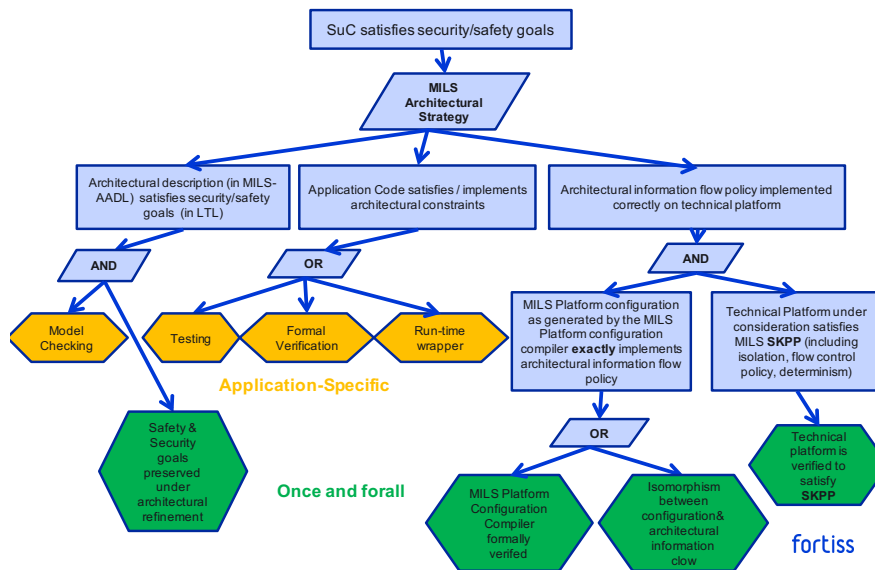 SuC satisfies security/safety goals
MILS
Architectural
Strategy
Architectural description (in MILS-
AADL) satisfies security/safety
goals (in LTL)
Application Code satisfies / implements
architectural constraints
Architectural information flow policy implemented
correctly on technical platform
AND
OR
AND
Model
Checking
Testing
Formal
Verification
Run-time
wrapper
MILS Platform configuration
as generated by the MILS
Platform configuration
compiler exactly implements
architectural information flow
policy
Technical Platform under
consideration satisfies
MILS SKPP (including
isolation, flow control
policy, determinism)
Application-Specific
Safety &
Security
goals
preserved
under
architectural
refinement
OR
Technical
platform is
verified to
satisfy
SKPP
Once and forall
MILS Platform
Configuration
Compiler
formally
verifed
Isomorphism
between
configuration&
architectural
information
clow
fortiss